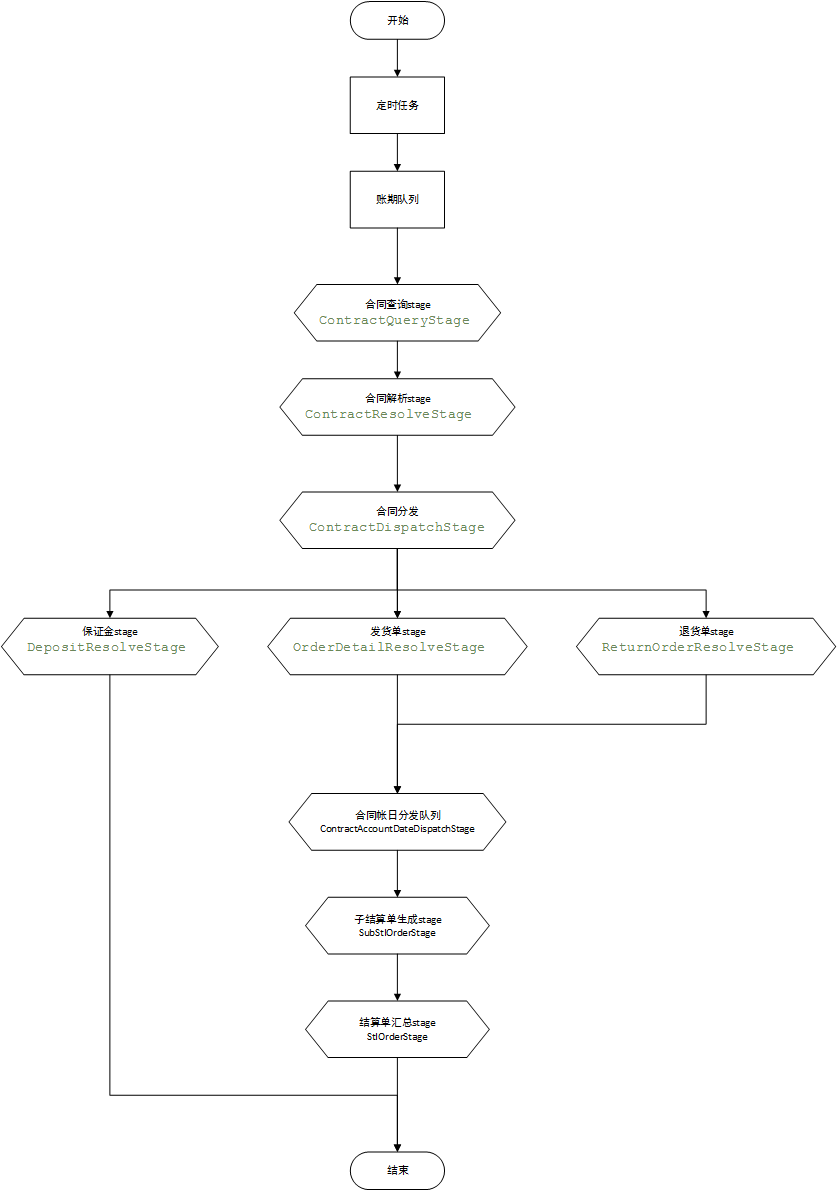 开始
定时任务
账期队列
合同查询stage
ContractQueryStage
合同解析stage
ContractResolveStage
合同分发
ContractDispatchStage
保证金stage
DepositResolveStage
发货单stage
OrderDetailResolveStage
退货单stage
ReturnOrderResolveStage
合同帐日分发队列
ContractAccountDateDispatchStage
子结算单生成stage
SubStlOrderStage
结算单汇总stage
StlOrderStage
结束